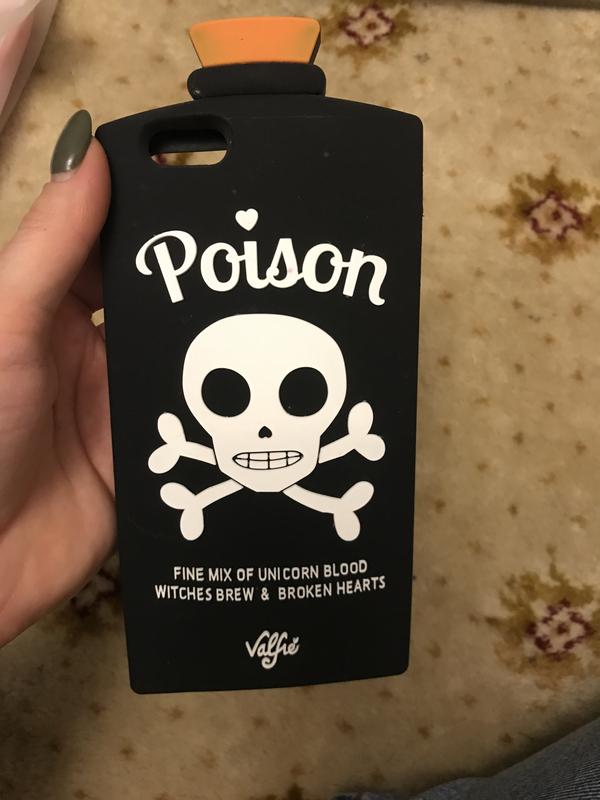 Poison
FINE MIX OF UNICORN BLOOD
WITCHES BREW & BROKEN HEARTS
Valfré